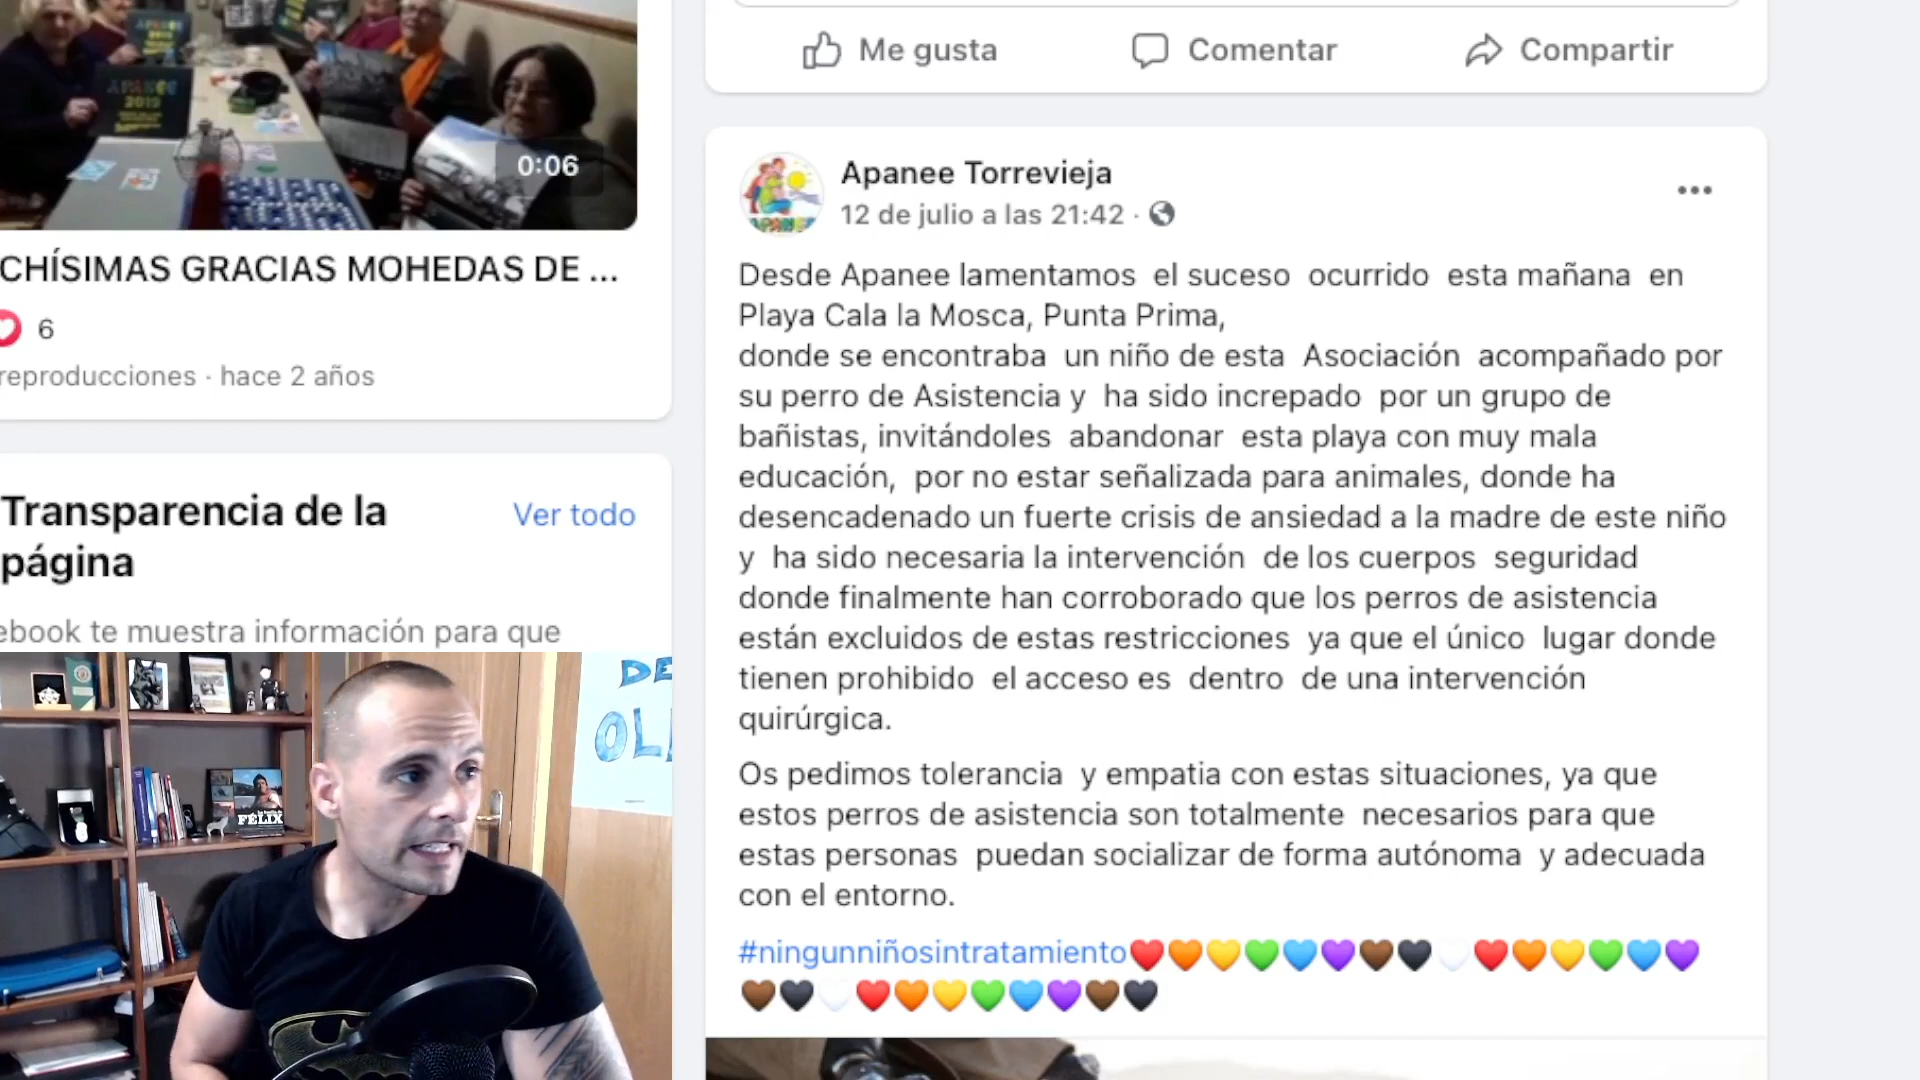 APANEE
2019
0:06
CHÍSIMAS GRACIAS MOHEDAS DE ...
6
reproducciones · hace 2 años
Transparencia de la
página
Ver todo
ebook te muestra información para que
Me gusta
Comentar
Compartir
Apanee Torrevieja
12 de julio a las 21:42 ·
Desde Apanee lamentamos el suceso ocurrido esta mañana en
Playa Cala la Mosca, Punta Prima,
donde se encontraba un niño de esta Asociación acompañado por
su perro de Asistencia y ha sido increpado por un grupo de
bañistas, invitándoles abandonar esta playa con muy mala
educación, por no estar señalizada para animales, donde ha
desencadenado un fuerte crisis de ansiedad a la madre de este niño
y ha sido necesaria la intervención de los cuerpos seguridad
donde finalmente han corroborado que los perros de asistencia
están excluidos de estas restricciones ya que el único lugar donde
tienen prohibido el acceso es dentro de una intervención
quirúrgica.
Os pedimos tolerancia y empatia con estas situaciones, ya que
estos perros de asistencia son totalmente necesarios para que
estas personas puedan socializar de forma autónoma y adecuada
con el entorno.
#ningunniñosintratamiento❤️🧡💛💚💙💜🤎🖤🤍❤️🧡💛💚💙💜
🤎🖤🤍❤️🧡💛💚💙💜🤎🖤
DE
OL
FÉLIX